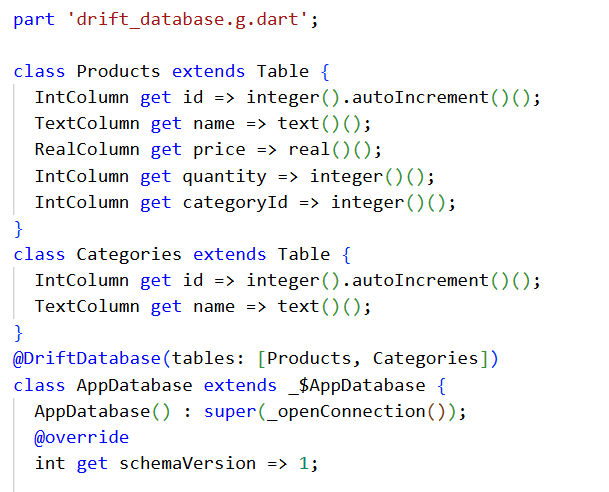 part 'drift_database.g.dart';
class Products extends Table {
IntColumn get id => integer().autoIncrement()();
TextColumn get name => text()();
RealColumn get price => real()();
IntColumn get quantity => integer()();
IntColumn get categoryId => integer()();
}
class Categories extends Table {
IntColumn get id => integer().autoIncrement()();
TextColumn get name => text()();
}
@DriftDatabase(tables: [Products, Categories])
class AppDatabase extends _$AppDatabase {
AppDatabase() : super(_openConnection());
@override
int get schemaVersion => 1;